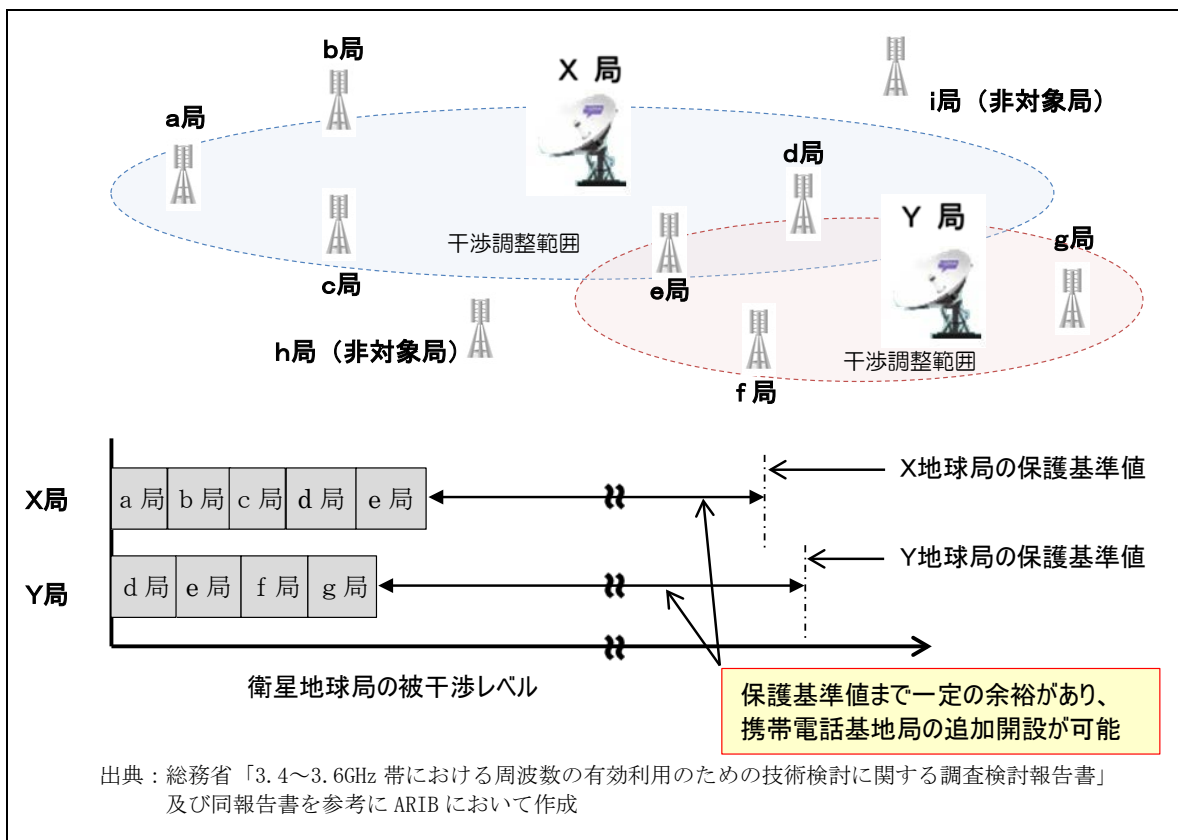 b局
X 局
i局 (非対象局)
a局
d局
Y 局
g局
干渉調整範囲
c局
e局
h局 (非対象局)
f局
干渉調整範囲
X地球局の保護基準値
X局
a局 b局 c局 d局 e局
Y地球局の保護基準値
Y局
d局 e局 f局 g局
衛星地球局の被干渉レベル
保護基準値まで一定の余裕があり、
携帯電話基地局の追加開設が可能
出典:総務省「3.4~3.6GHz 帯における周波数の有効利用のための技術検討に関する調査検討報告書」
及び同報告書を参考に ARIB において作成